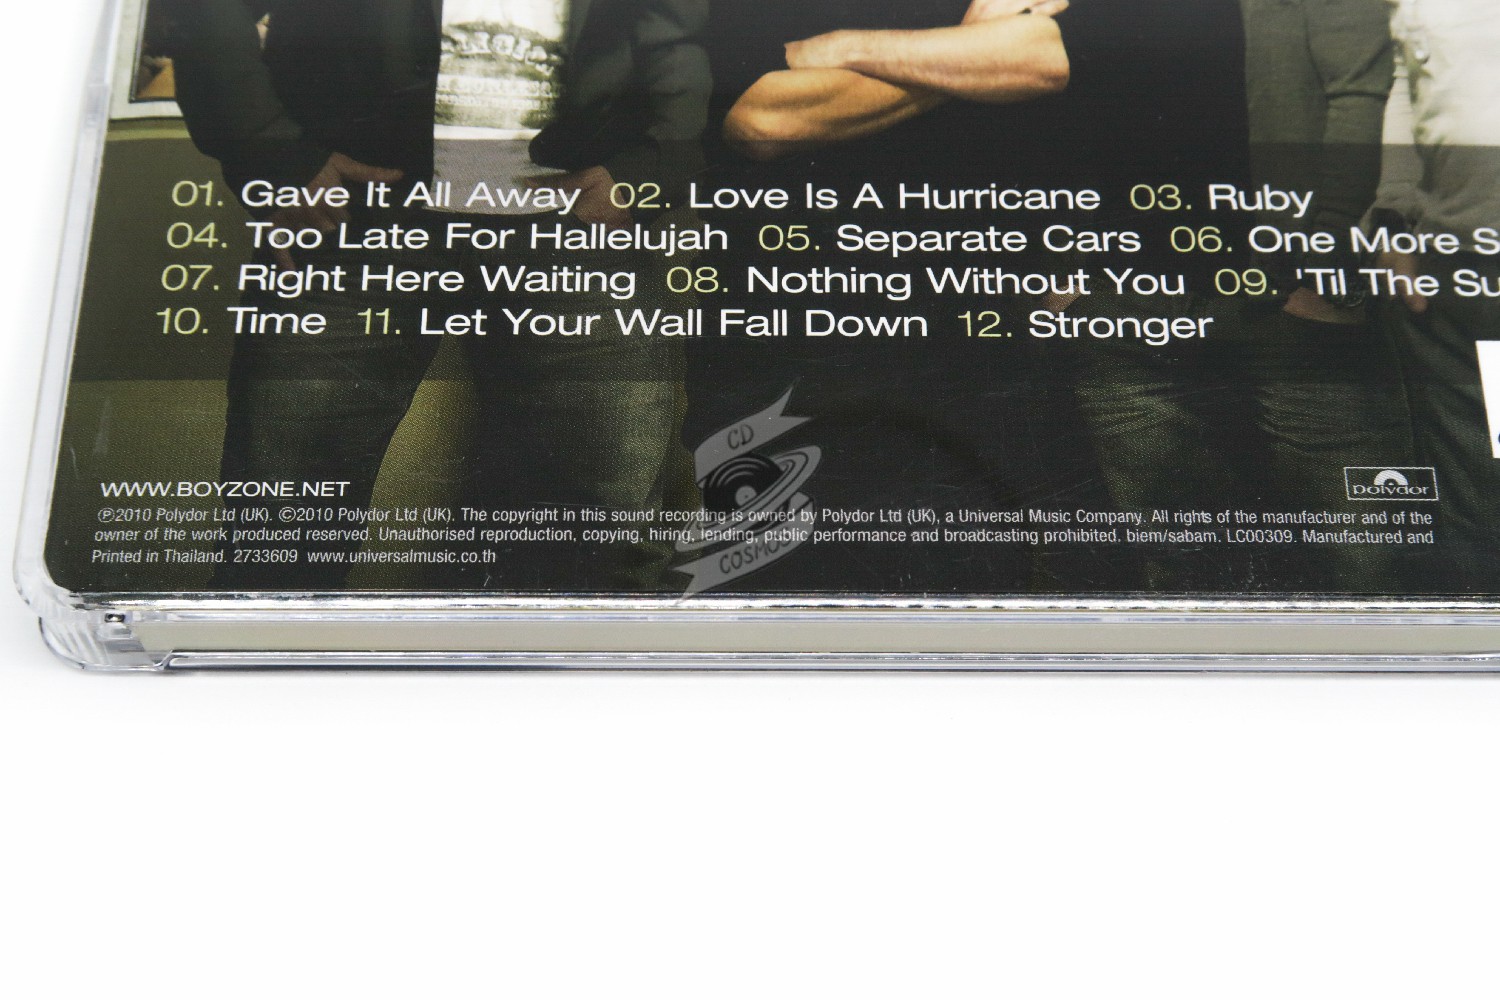 01. Gave It All Away 02. Love Is A Hurricane 03. Ruby
04. Too Late For Hallelujah 05. Separate Cars 06. One More
07. Right Here Waiting 08. Nothing Without You 09. 'Til The
10. Time 11. Let Your Wall Fall Down 12. Stronger
CD
COSMOS
WWW.BOYZONE.NET
polydor
℗2010 Polydor Ltd (UK). ©2010 Polydor Ltd (UK). The copyright in this sound recording is owned by Polydor Ltd (UK), a Universal Music Company. All rights of the manufacturer and of the
owner of the work produced reserved. Unauthorised reproduction, copying, hiring, lending, public performance and broadcasting prohibited. biem/sabam. LC00309. Manufactured and
Printed in Thailand. 2733609 www.universalmusic.co.th